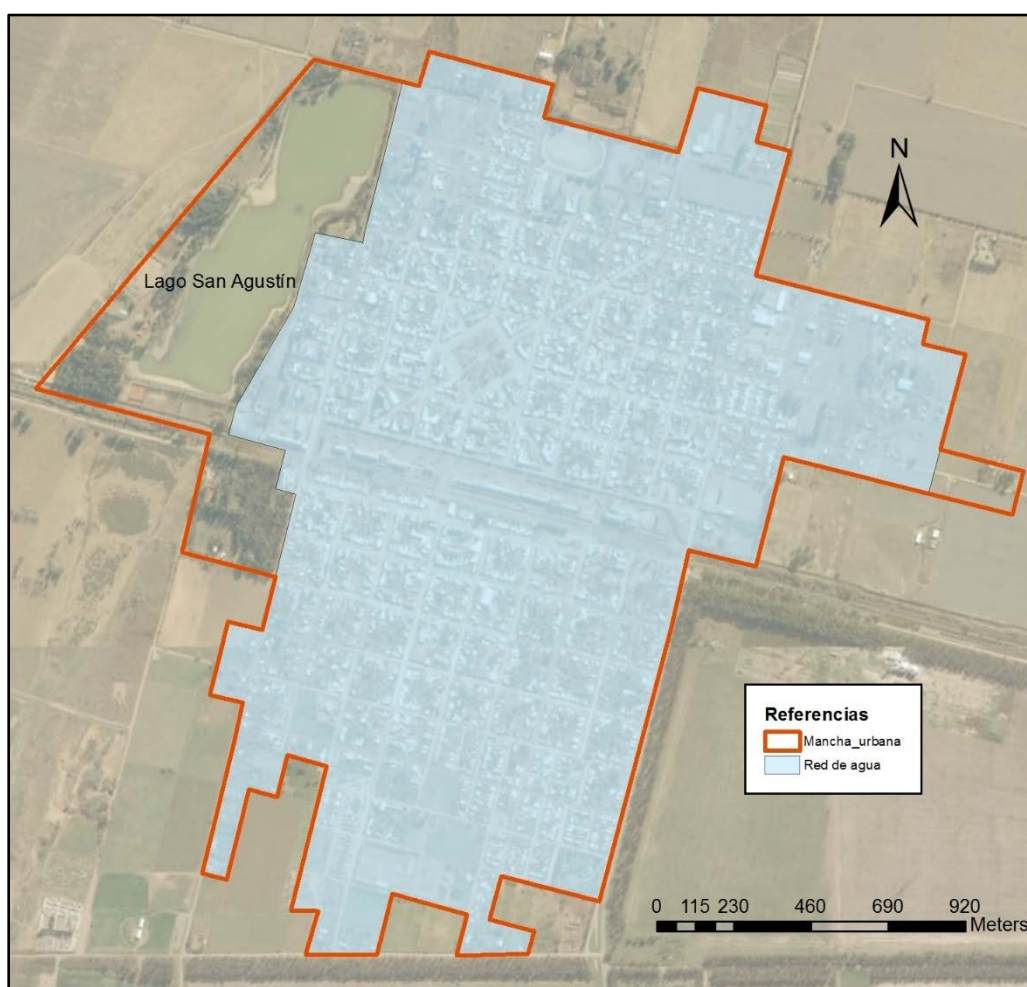 N
Lago San Agustín
Referencias
Mancha_urbana
Red de agua
0 115 230 460 690 920
Meters